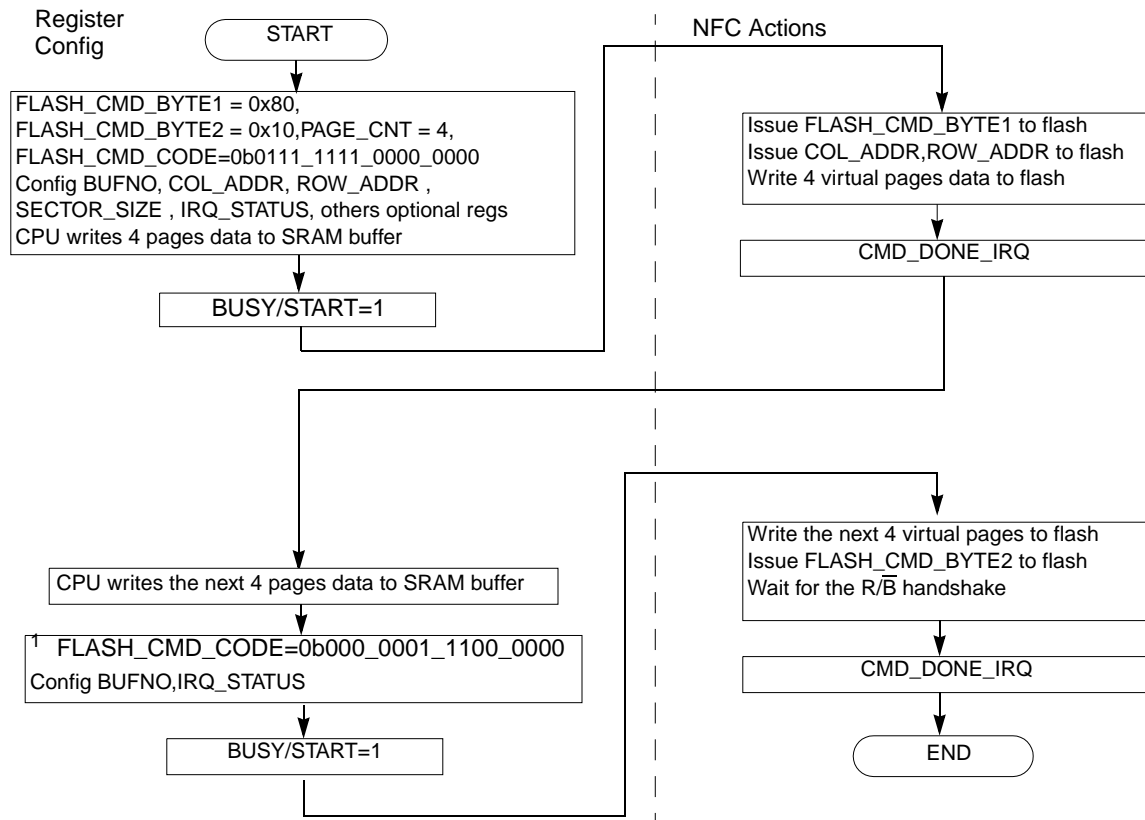 Register
Config
START
NFC Actions
FLASH_CMD_BYTE1 = 0x80,
FLASH_CMD_BYTE2 = 0x10,PAGE_CNT = 4,
FLASH_CMD_CODE=0b0111_1111_0000_0000
Config BUFNO, COL_ADDR, ROW_ADDR ,
SECTOR_SIZE , IRQ_STATUS, others optional regs
CPU writes 4 pages data to SRAM buffer
BUSY/START=1
Issue FLASH_CMD_BYTE1 to flash
Issue COL_ADDR,ROW_ADDR to flash
Write 4 virtual pages data to flash
CMD_DONE_IRQ
CPU writes the next 4 pages data to SRAM buffer
1 FLASH_CMD_CODE=0b000_0001_1100_0000
Config BUFNO,IRQ_STATUS
BUSY/START=1
Write the next 4 virtual pages to flash
Issue FLASH_CMD_BYTE2 to flash
Wait for the R/B̅ handshake
CMD_DONE_IRQ
END